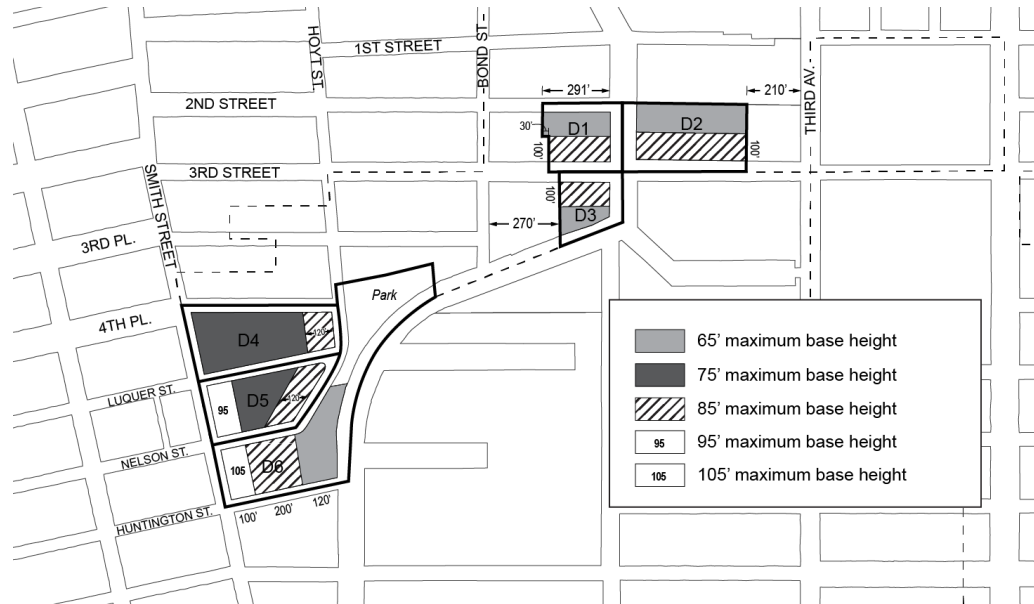 1ST STREET
HOYT ST.
BOND ST.
2ND STREET
291'
210'
THIRD AV.
D1
D2
30'
100'
100'
SMITH STREET
3RD STREET
100'
D3
270'
3RD PL.
Park
4TH PL.
D4
120'
LUQUER ST.
95
D5
120'
NELSON ST.
105
D6
HUNTINGTON ST.
100'
200'
120'
65' maximum base height
75' maximum base height
85' maximum base height
95 95' maximum base height
105 105' maximum base height